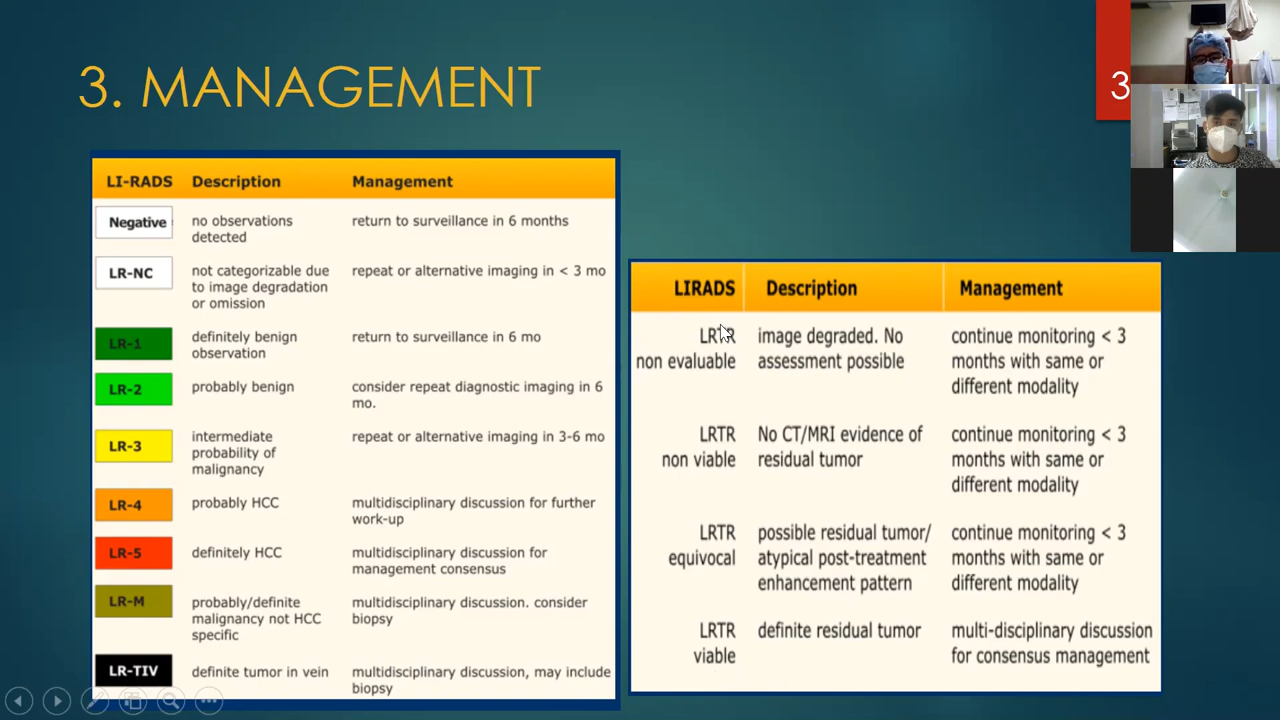 3. MANAGEMENT
3
LI-RADS Description Management
Negative no observations return to surveillance in 6 months
detected
LR-NC not categorizable due repeat or alternative imaging in < 3 mo
to image degradation
or omission
LR-1 definitely benign return to surveillance in 6 mo
observation
LR-2 probably benign consider repeat diagnostic imaging in 6
mo.
LR-3 intermediate repeat or alternative imaging in 3-6 mo
probability of
malignancy
LR-4 probably HCC multidisciplinary discussion for further
work-up
LR-5 definitely HCC multidisciplinary discussion for
management consensus
LR-M probably/definite multidisciplinary discussion. consider
malignancy not HCC biopsy
specific
LR-TIV definite tumor in vein multidisciplinary discussion, may include
biopsy
LIRADS Description Management
LRTR image degraded. No continue monitoring < 3
non evaluable assessment possible months with same or
different modality
LRTR No CT/MRI evidence of continue monitoring < 3
non viable residual tumor months with same or
different modality
LRTR possible residual tumor/ continue monitoring < 3
equivocal atypical post-treatment months with same or
enhancement pattern different modality
LRTR definite residual tumor multi-disciplinary discussion
viable for consensus management